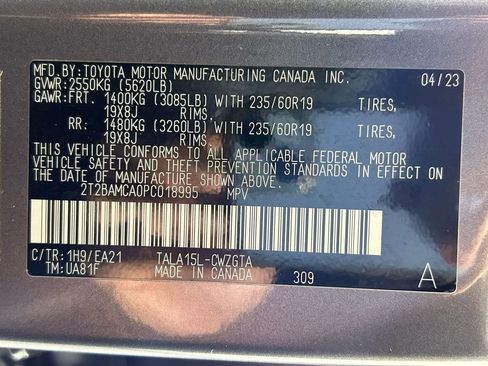 MFD.BY:TOYOTA MOTOR MANUFACTURING CANADA INC. 04/23
GVWR:2550KG (5620LB)
GAWR:FRT. 1400KG (3085LB) WITH 235/60R19 TIRES,
19X8J RIMS.
RR: 1480KG (3260LB) WITH 235/60R19 TIRES,
19X8J RIMS.
THIS VEHICLE CONFORMS TO ALL APPLICABLE FEDERAL MOTOR
VEHICLE SAFETY AND THEFT PREVENTION STANDARDS IN EFFECT ON
THE DATE OF MANUFACTURE SHOWN ABOVE.
2T2BAMCA0PC018995 MPV
C/TR:1H9/EA21 TALA15L-CWZGTA
TM:UA81F MADE IN CANADA 309 A